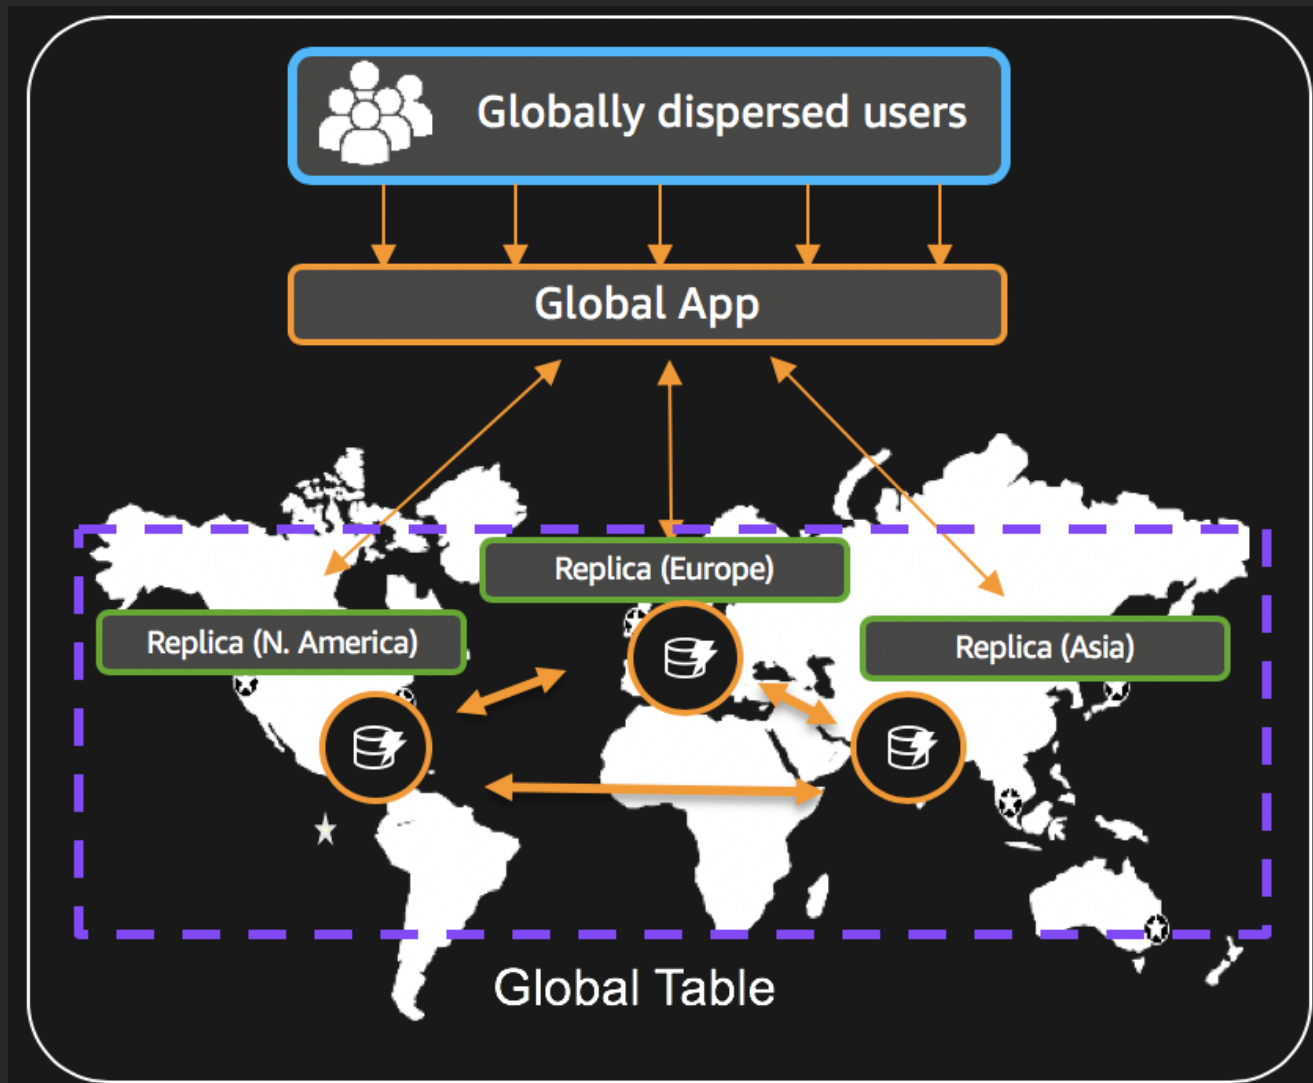 Globally dispersed users
Global App
Replica (Europe)
Replica (N. America)
Replica (Asia)
Global Table